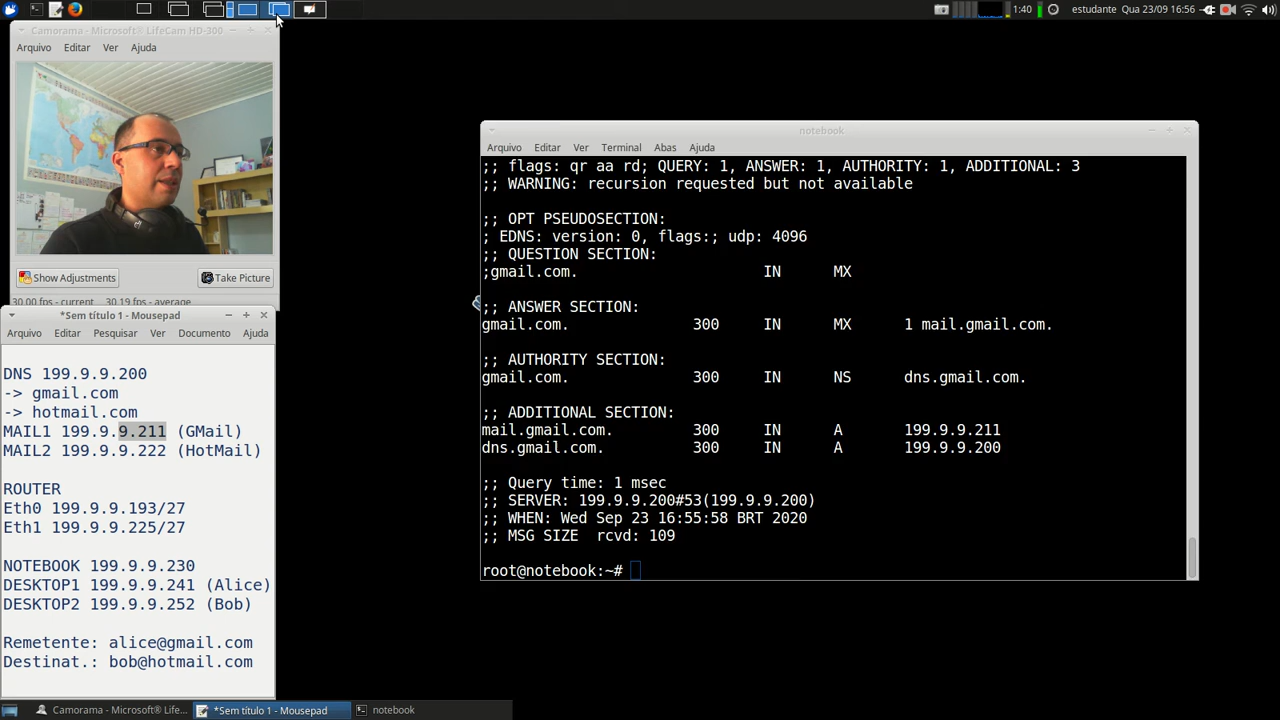 1:40
estudante
Qua 23/09 16:56
Camorama - Microsoft® LifeCam HD-300
Arquivo Editar Ver Ajuda
Show Adjustments
Take Picture
30.00 fps - current 30.19 fps - average
*Sem título 1 - Mousepad
Arquivo Editar Pesquisar Ver Documento Ajuda
DNS 199.9.9.200
-> gmail.com
-> hotmail.com
MAIL1 199.9.9.211 (GMail)
MAIL2 199.9.9.222 (HotMail)
ROUTER
Eth0 199.9.9.193/27
Eth1 199.9.9.225/27
NOTEBOOK 199.9.9.230
DESKTOP1 199.9.9.241 (Alice)
DESKTOP2 199.9.9.252 (Bob)
Remetente: alice@gmail.com
Destinat.: bob@hotmail.com
notebook
Arquivo Editar Ver Terminal Abas Ajuda
;; flags: qr aa rd; QUERY: 1, ANSWER: 1, AUTHORITY: 1, ADDITIONAL: 3
;; WARNING: recursion requested but not available
;; OPT PSEUDOSECTION:
; EDNS: version: 0, flags:; udp: 4096
;; QUESTION SECTION:
;gmail.com. IN MX
;; ANSWER SECTION:
gmail.com. 300 IN MX 1 mail.gmail.com.
;; AUTHORITY SECTION:
gmail.com. 300 IN NS dns.gmail.com.
;; ADDITIONAL SECTION:
mail.gmail.com. 300 IN A 199.9.9.211
dns.gmail.com. 300 IN A 199.9.9.200
;; Query time: 1 msec
;; SERVER: 199.9.9.200#53(199.9.9.200)
;; WHEN: Wed Sep 23 16:55:58 BRT 2020
;; MSG SIZE rcvd: 109
root@notebook:~#
Camorama - Microsoft® LifeCam...
*Sem título 1 - Mousepad
notebook